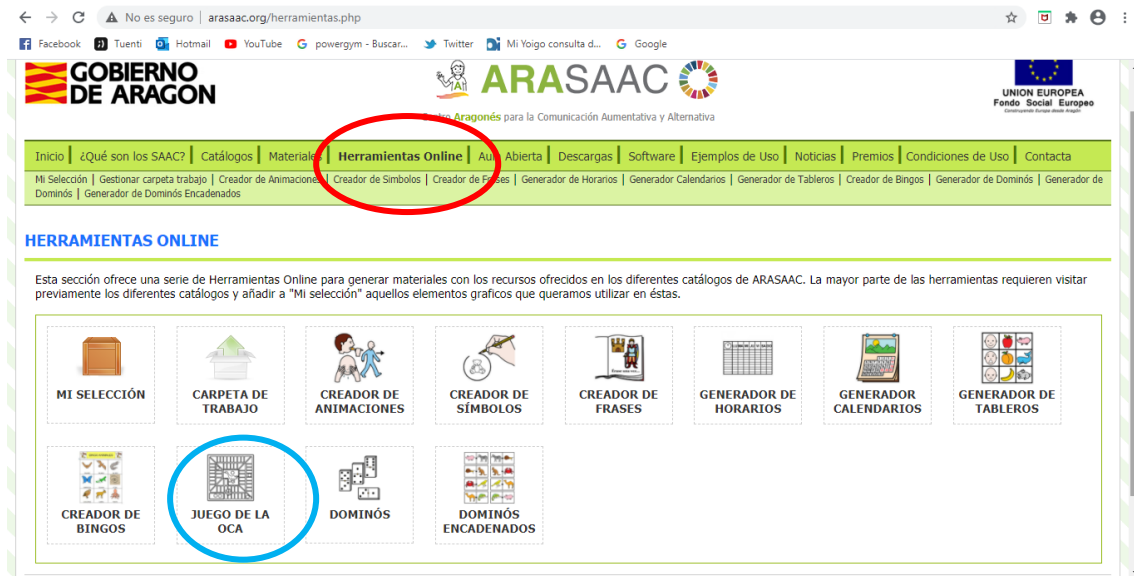 No es seguro | arasaac.org/herramientas.php
Facebook Tuenti Hotmail YouTube powergym - Buscar... Twitter Mi Yoigo consulta d... Google
GOBIERNO
DE ARAGON
ARASAAC
Centro Aragonés para la Comunicación Aumentativa y Alternativa
UNION EUROPEA
Fondo Social Europeo
Construyendo Europa desde Aragón
Inicio ¿Qué son los SAAC? Catálogos Materiales Herramientas Online Aula Abierta Descargas Software Ejemplos de Uso Noticias Premios Condiciones de Uso Contacta
Mi Selección | Gestionar carpeta trabajo | Creador de Animaciones | Creador de Simbolos | Creador de Frases | Generador de Horarios | Generador Calendarios | Generador de Tableros | Creador de Bingos | Generador de Dominós | Generador de
Dominós | Generador de Dominós Encadenados
HERRAMIENTAS ONLINE
Esta sección ofrece una serie de Herramientas Online para generar materiales con los recursos ofrecidos en los diferentes catálogos de ARASAAC. La mayor parte de las herramientas requieren visitar
previamente los diferentes catálogos y añadir a "Mi selección" aquellos elementos graficos que queramos utilizar en éstas.
MI SELECCIÓN
CARPETA DE
TRABAJO
CREADOR DE
ANIMACIONES
CREADOR DE
SÍMBOLOS
CREADOR DE
FRASES
GENERADOR DE
HORARIOS
GENERADOR
CALENDARIOS
GENERADOR DE
TABLEROS
CREADOR DE
BINGOS
JUEGO DE LA
OCA
DOMINÓS
DOMINÓS
ENCADENADOS